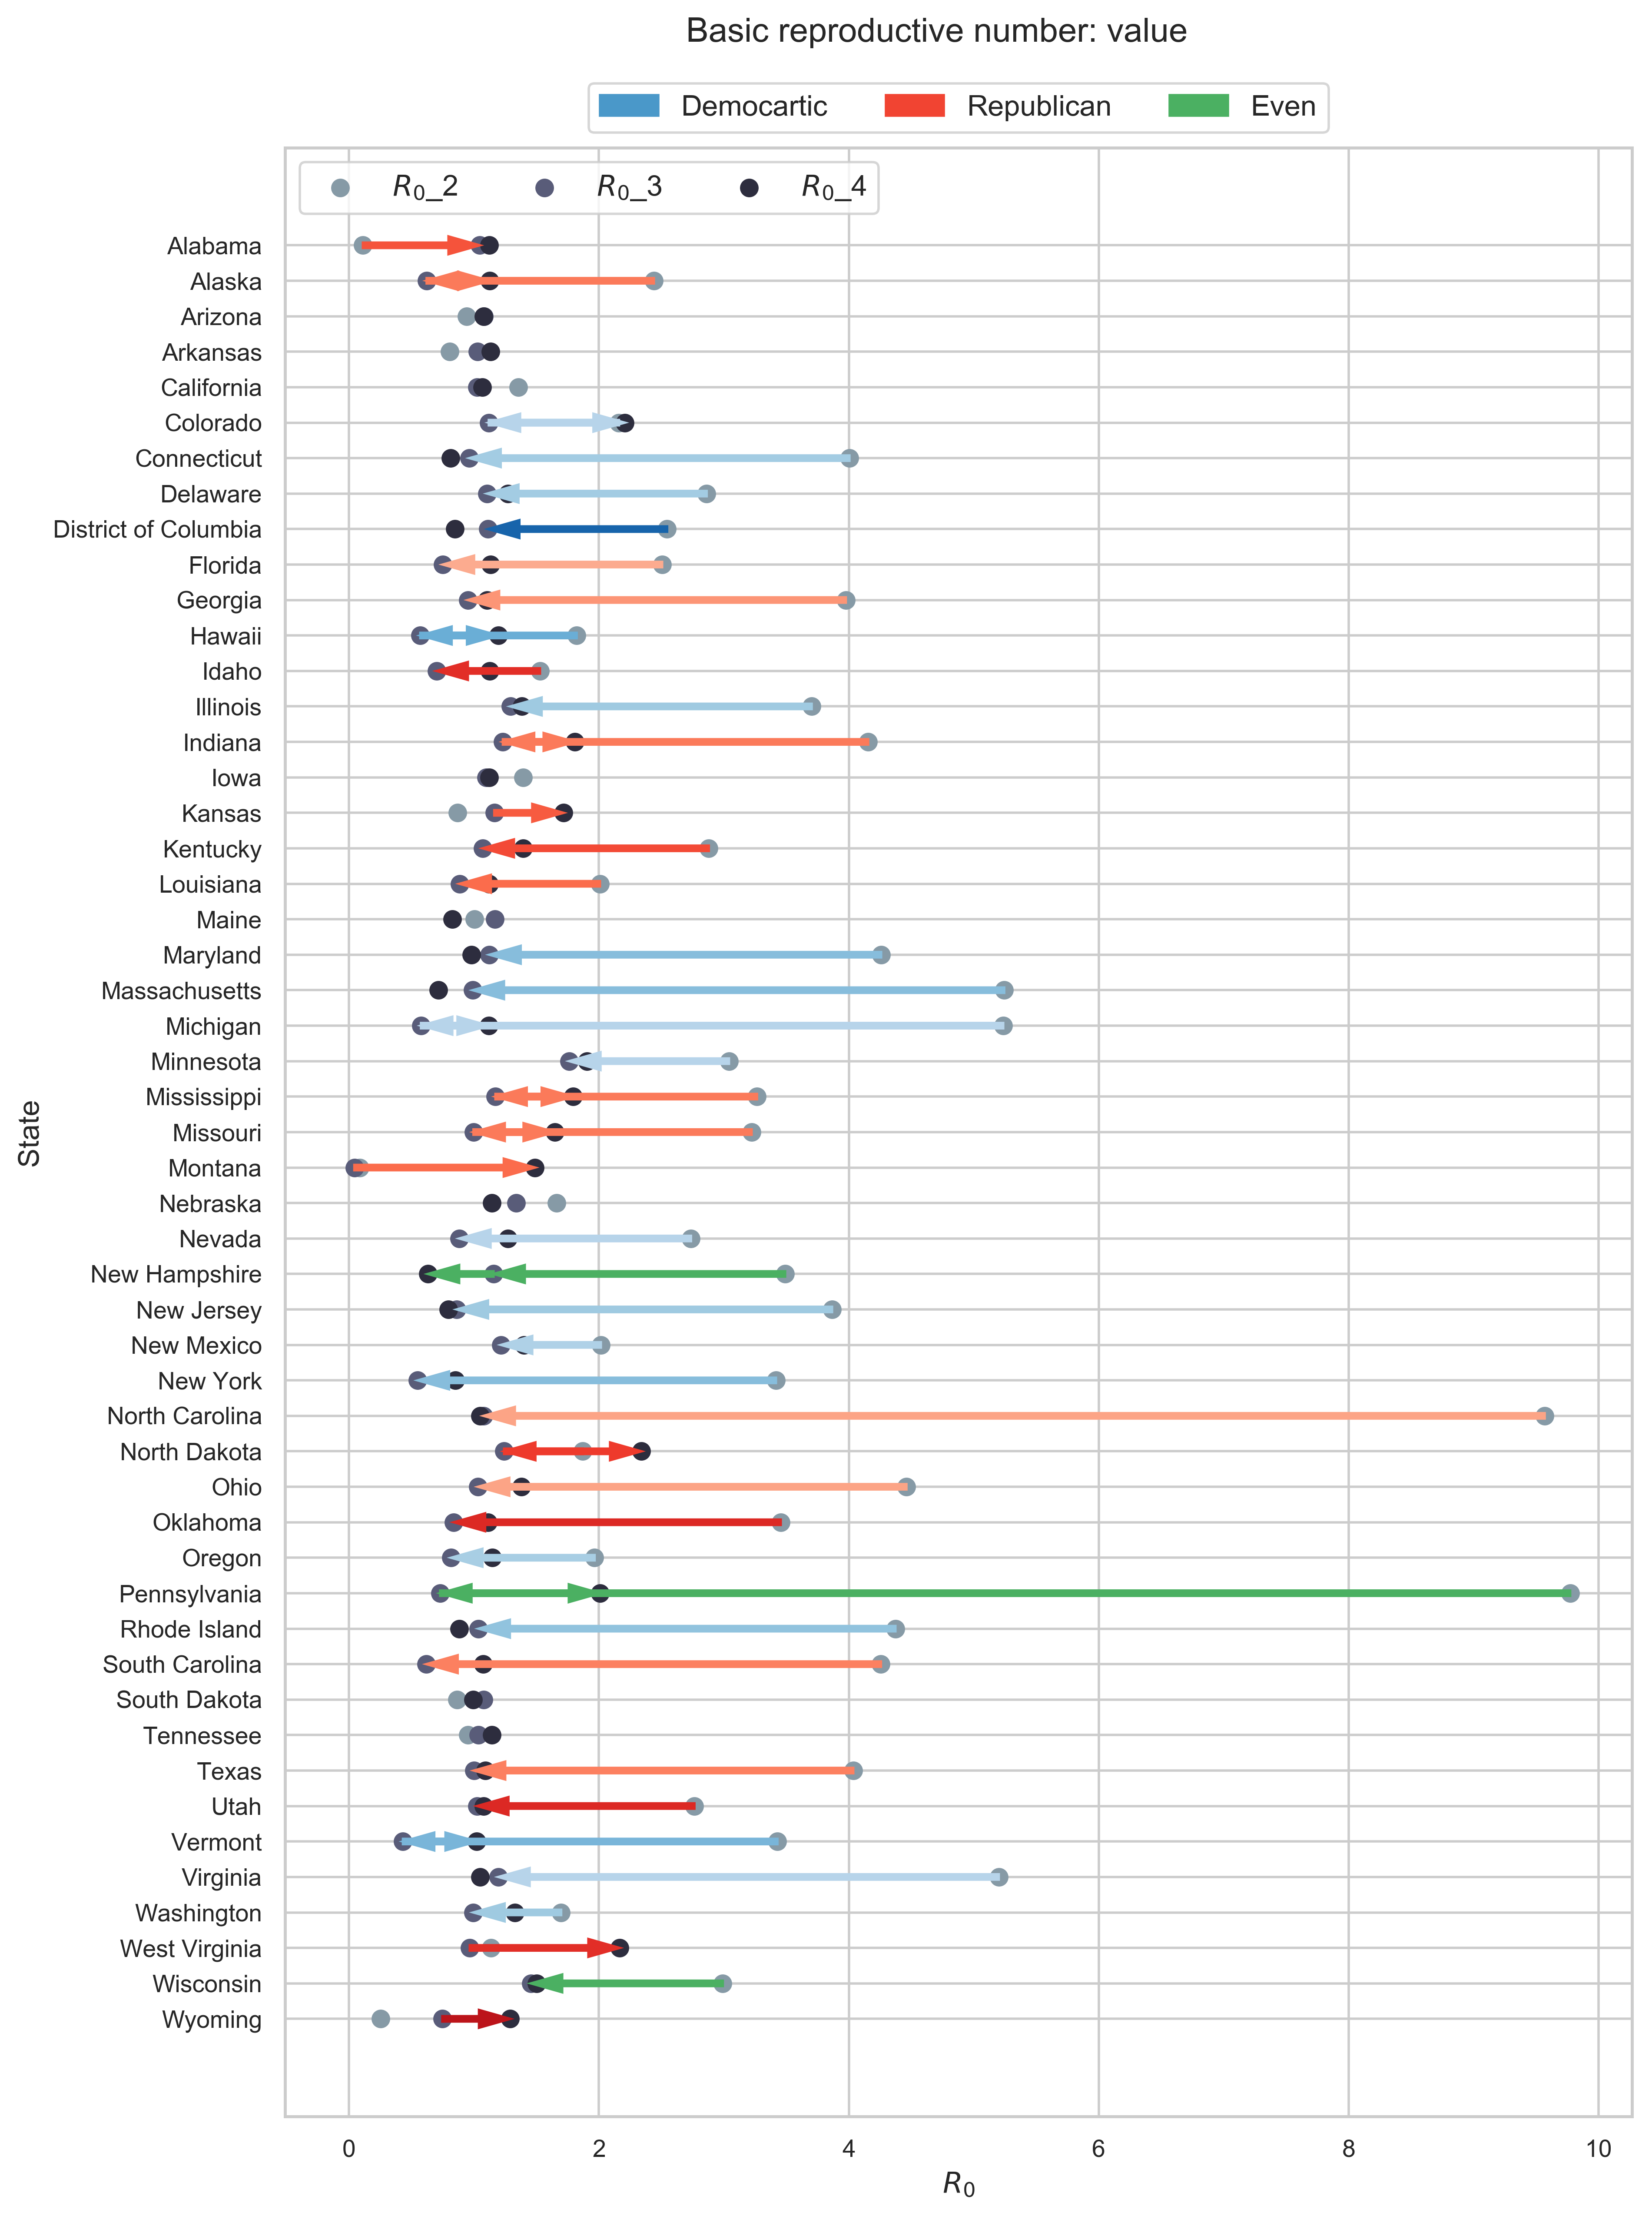 Basic reproductive number: value
Democartic Republican Even
R0_2 R0_3 R0_4
Alabama
Alaska
Arizona
Arkansas
California
Colorado
Connecticut
Delaware
District of Columbia
Florida
Georgia
Hawaii
Idaho
Illinois
Indiana
Iowa
Kansas
Kentucky
Louisiana
Maine
Maryland
Massachusetts
Michigan
Minnesota
Mississippi
Missouri
Montana
Nebraska
Nevada
New Hampshire
New Jersey
New Mexico
New York
North Carolina
North Dakota
Ohio
Oklahoma
Oregon
Pennsylvania
Rhode Island
South Carolina
South Dakota
Tennessee
Texas
Utah
Vermont
Virginia
Washington
West Virginia
Wisconsin
Wyoming
State
0 2 4 6 8 10
R0